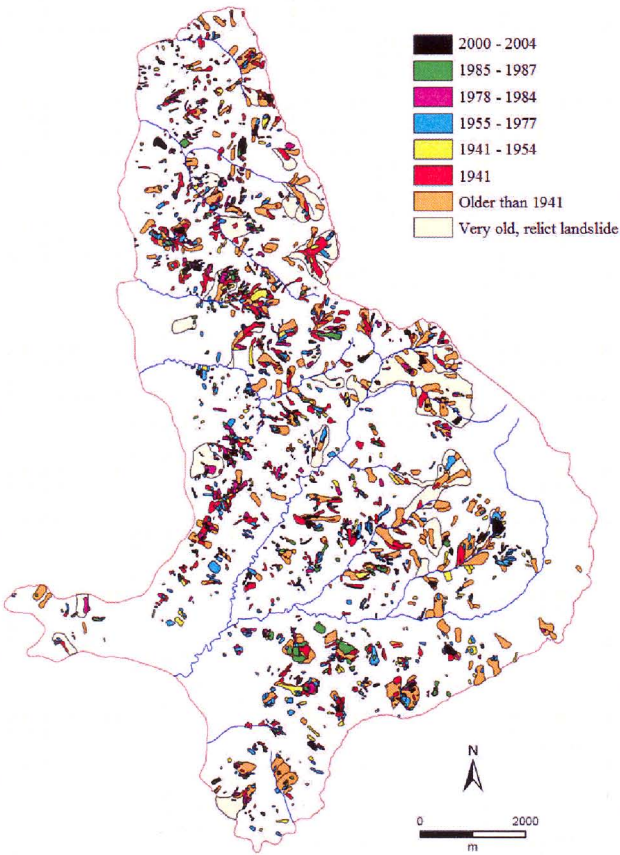 2000 - 2004
1985 - 1987
1978 - 1984
1955 - 1977
1941 - 1954
1941
Older than 1941
Very old, relict landslide
N
0 2000
m